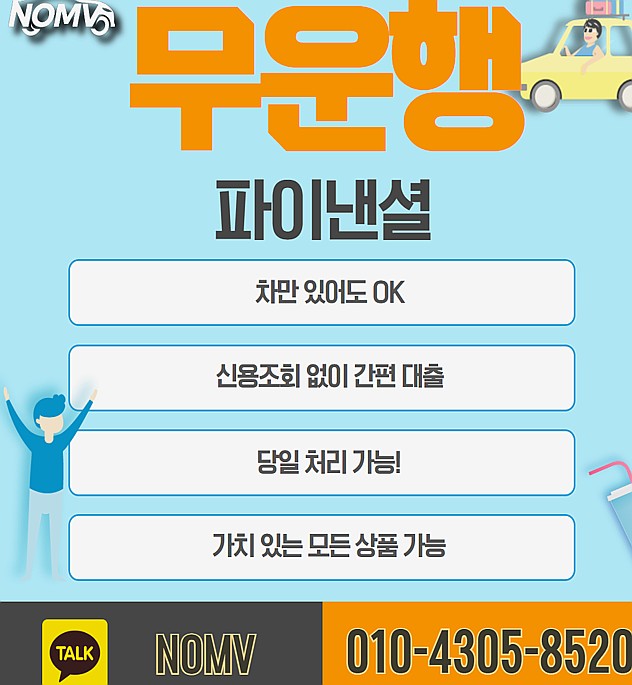 NOMV
무운행
파이낸셜
차만 있어도 OK
신용조회 없이 간편 대출
당일 처리 가능!
가치 있는 모든 상품 가능
TALK
NOMV
010-4305-8520